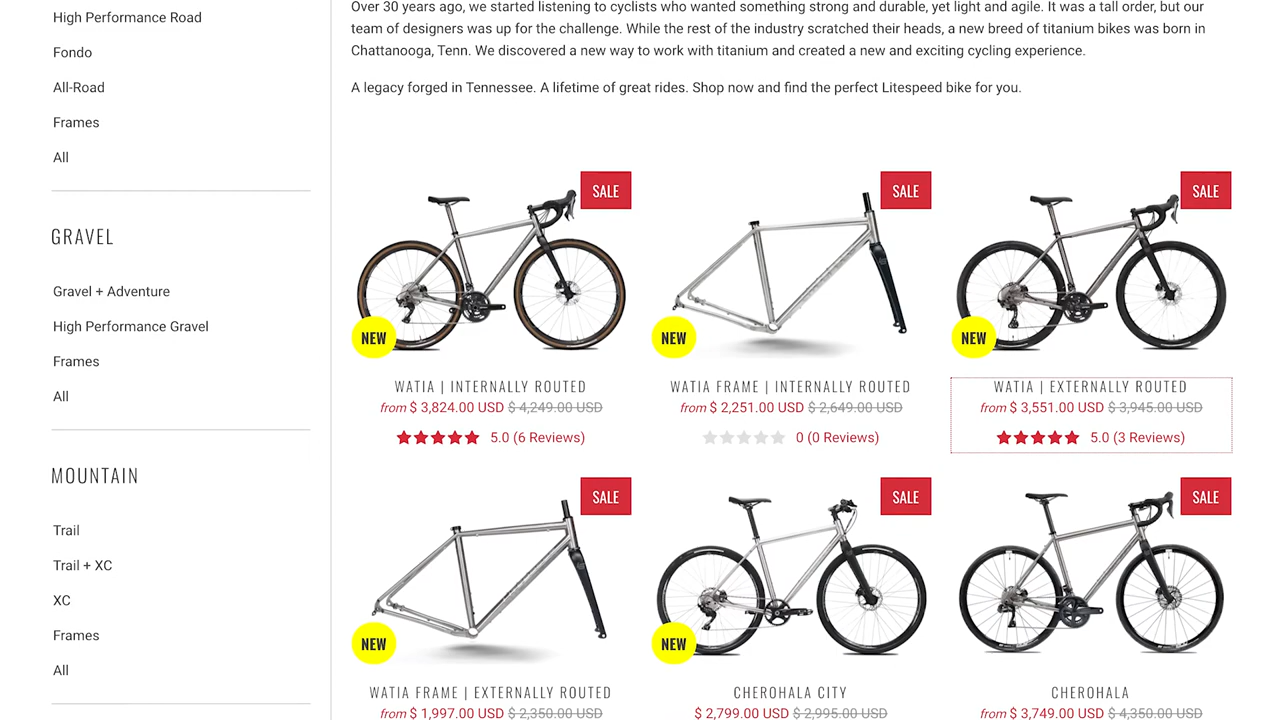 High Performance Road
Fondo
All-Road
Frames
All
GRAVEL
Gravel + Adventure
High Performance Gravel
Frames
All
MOUNTAIN
Trail
Trail + XC
XC
Frames
All
Over 30 years ago, we started listening to cyclists who wanted something strong and durable, yet light and agile. It was a tall order, but our
team of designers was up for the challenge. While the rest of the industry scratched their heads, a new breed of titanium bikes was born in
Chattanooga, Tenn. We discovered a new way to work with titanium and created a new and exciting cycling experience.
A legacy forged in Tennessee. A lifetime of great rides. Shop now and find the perfect Litespeed bike for you.
SALE
NEW
WATIA | INTERNALLY ROUTED
from $ 3,824.00 USD $ 4,249.00 USD
5.0 (6 Reviews)
SALE
NEW
WATIA FRAME | INTERNALLY ROUTED
from $ 2,251.00 USD $ 2,649.00 USD
0 (0 Reviews)
SALE
NEW
WATIA | EXTERNALLY ROUTED
from $ 3,551.00 USD $ 3,945.00 USD
5.0 (3 Reviews)
SALE
NEW
WATIA FRAME | EXTERNALLY ROUTED
from $ 1,997.00 USD $ 2,350.00 USD
SALE
NEW
CHEROHALA CITY
$ 2,799.00 USD $ 2,995.00 USD
SALE
CHEROHALA
from $ 3,749.00 USD $ 4,350.00 USD